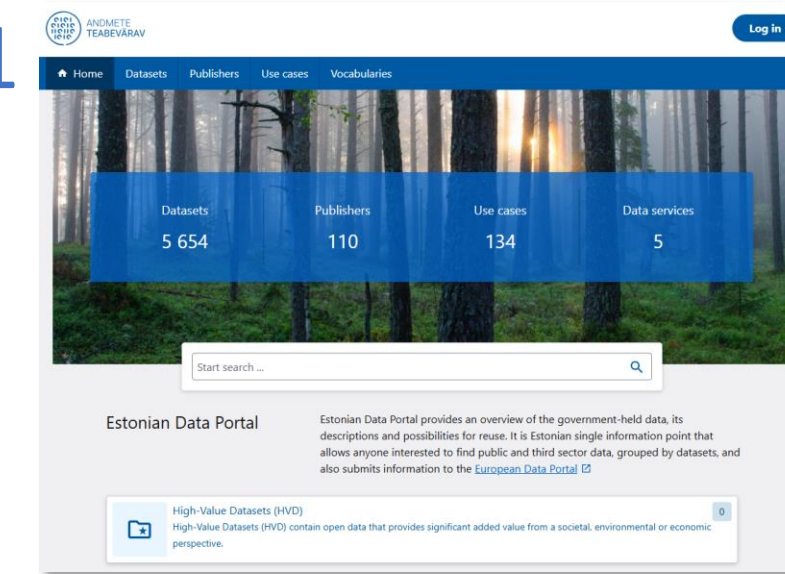 ANDMETE
TEABEVÄRAV
Log in
Home Datasets Publishers Use cases Vocabularies
Datasets Publishers Use cases Data services
5 654 110 134 5
Start search ...
Estonian Data Portal
Estonian Data Portal provides an overview of the government-held data, its
descriptions and possibilities for reuse. It is Estonian single information point that
allows anyone interested to find public and third sector data, grouped by datasets, and
also submits information to the European Data Portal
High-Value Datasets (HVD) 0
High-Value Datasets (HVD) contain open data that provides significant added value from a societal, environmental or economic
perspective.